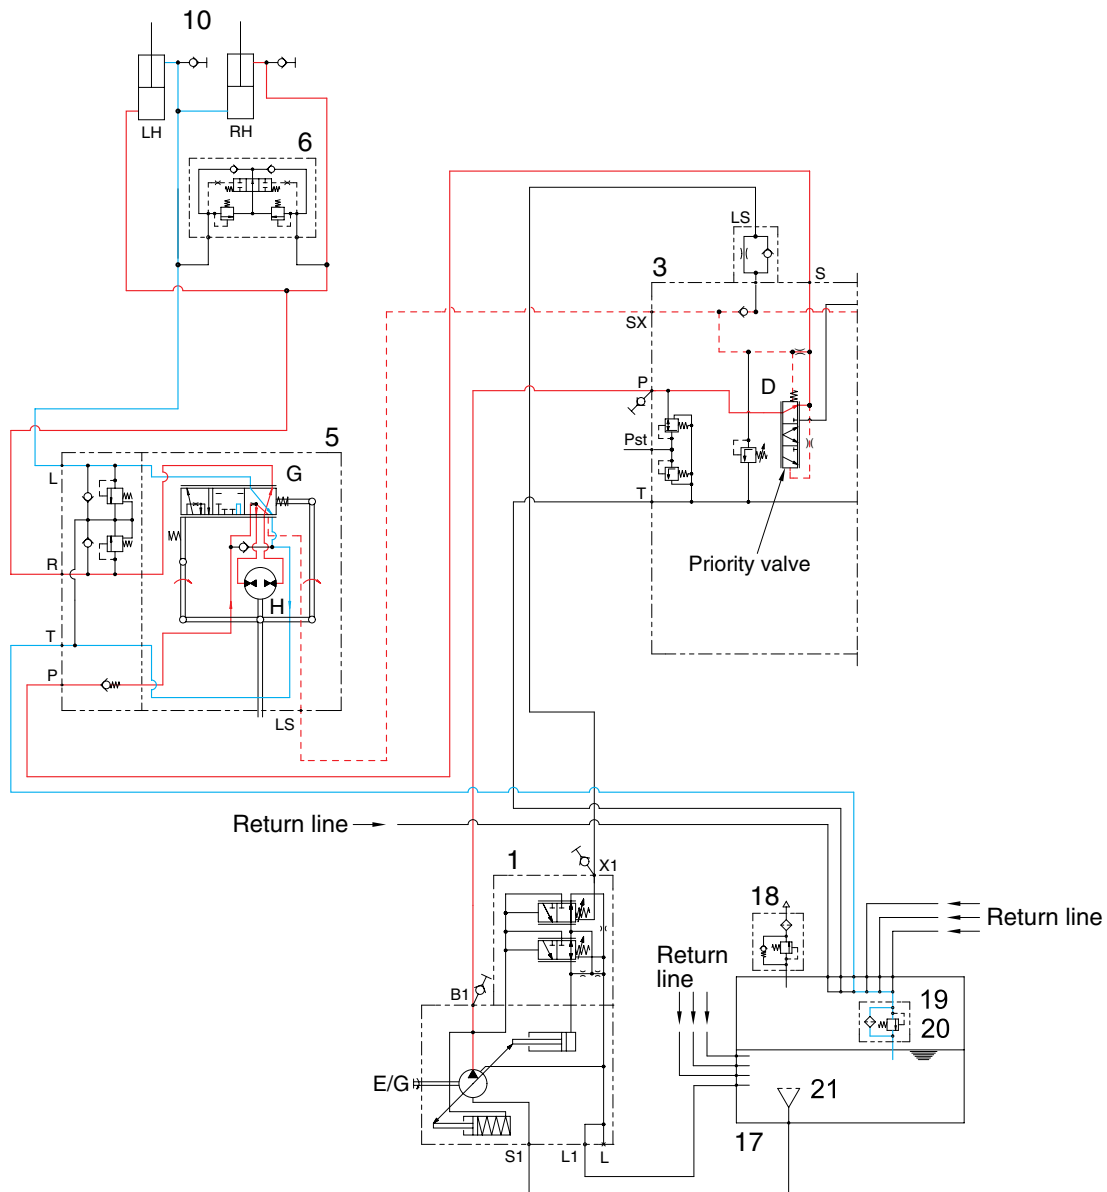 10
LH
RH
6
LS
3
S
SX
P
D
Pst
T
Priority valve
5
L
G
R
H
T
P
LS
Return line
1
X1
18
Return line
Return
line
B1
19
20
E/G
21
17
S1
L1
L